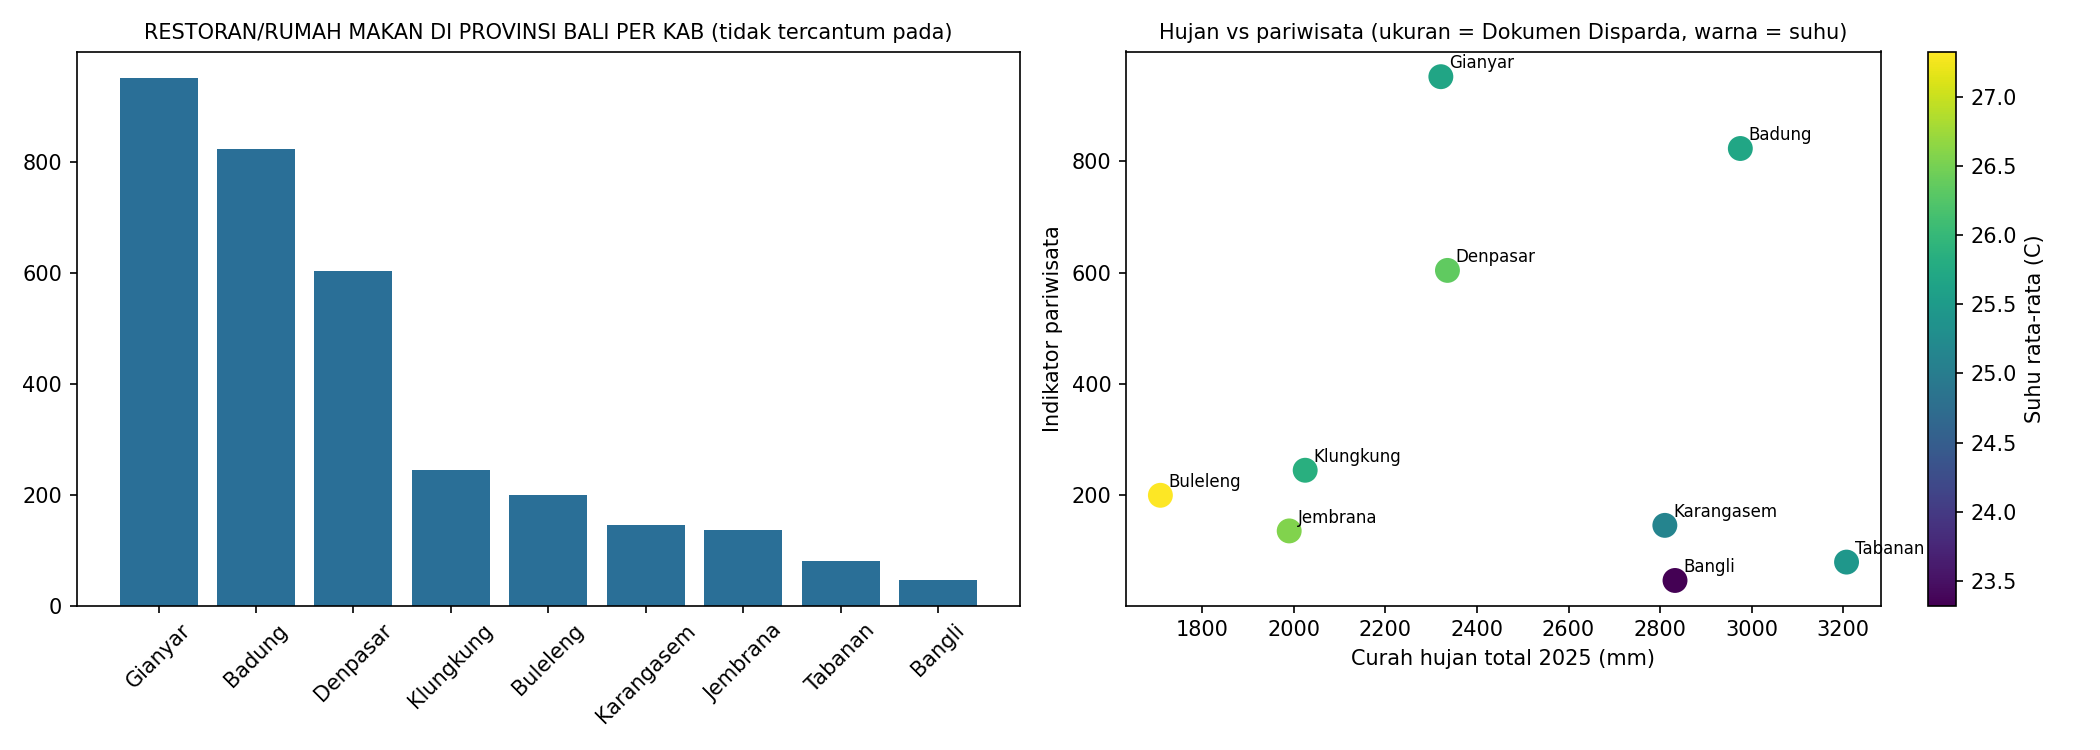 RESTORAN/RUMAH MAKAN DI PROVINSI BALI PER KAB (tidak tercantum pada)
800
600
400
200
0
Gianyar
Badung
Denpasar
Klungkung
Buleleng
Karangasem
Jembrana
Tabanan
Bangli
Hujan vs pariwisata (ukuran = Dokumen Disparda, warna = suhu)
Indikator pariwisata
800
600
400
200
Gianyar
Badung
Denpasar
Klungkung
Buleleng
Jembrana
Karangasem
Tabanan
Bangli
1800 2000 2200 2400 2600 2800 3000 3200
Curah hujan total 2025 (mm)
27.0
26.5
26.0
25.5
25.0
24.5
24.0
23.5
Suhu rata-rata (C)